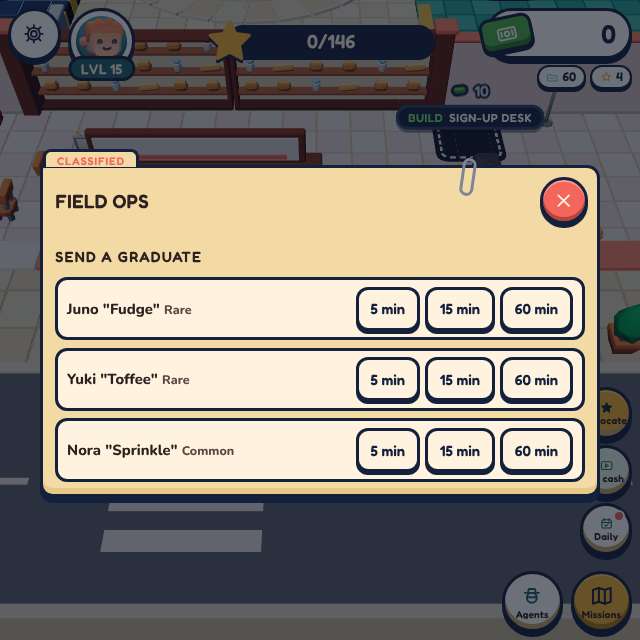 0/146
0
LVL 15
60
4
10
BUILD SIGN-UP DESK
CLASSIFIED
FIELD OPS
SEND A GRADUATE
Juno "Fudge" Rare
5 min
15 min
60 min
Yuki "Toffee" Rare
5 min
15 min
60 min
Nora "Sprinkle" Common
5 min
15 min
60 min
ocate
cash
Daily
Agents
Missions